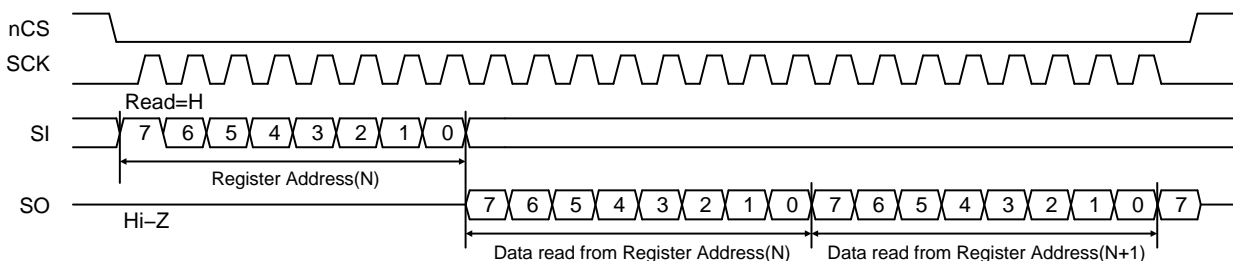 nCS
SCK
Read=H
SI 7 6 5 4 3 2 1 0
Register Address(N)
SO 7 6 5 4 3 2 1 0 7 6 5 4 3 2 1 0 7
Hi−Z
Data read from Register Address(N) Data read from Register Address(N+1)